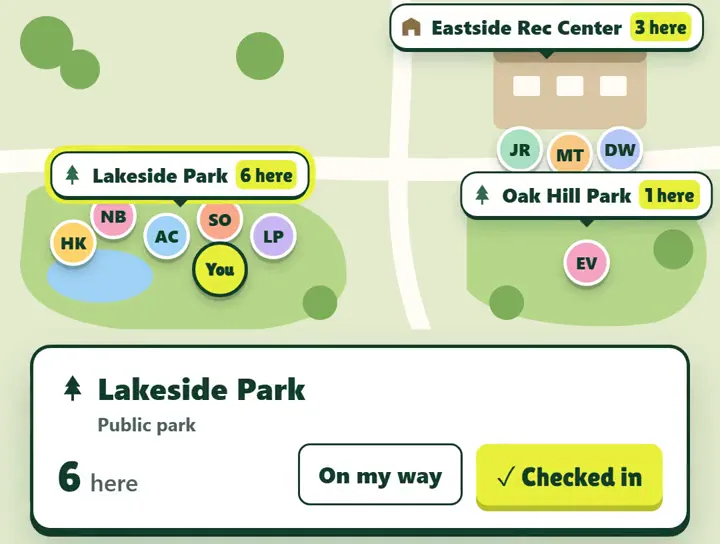 Eastside Rec Center 3 here
JR MT DW
Lakeside Park 6 here
Oak Hill Park 1 here
NB SO
HK AC LP
You
EV
Lakeside Park
Public park
6 here
On my way
✓ Checked in